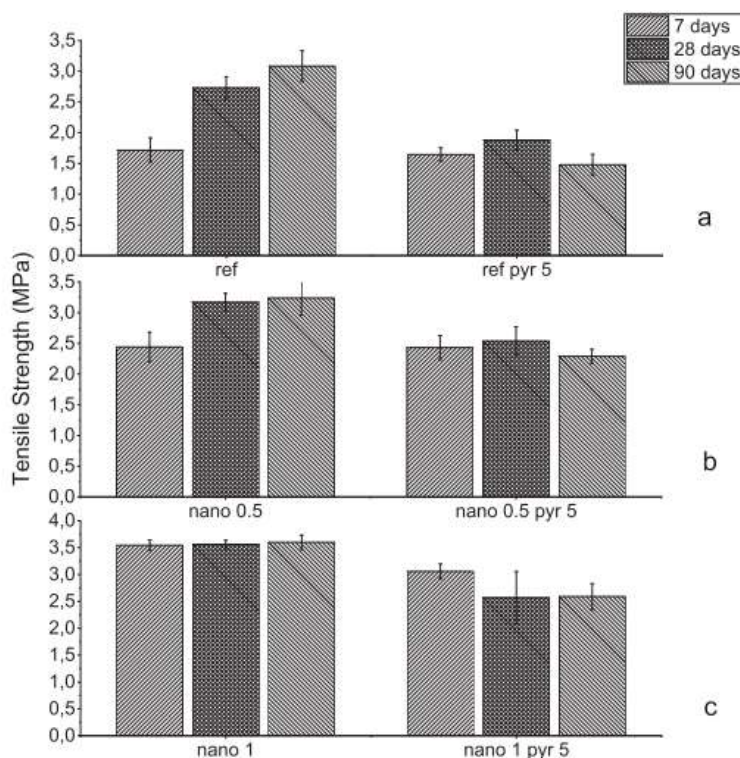 7 days
28 days
90 days
3,5
3,0
2,5
2,0
1,5
1,0
0,5
0,0
ref
ref pyr 5
a
Tensile Strength (MPa)
3,5
3,0
2,5
2,0
1,5
1,0
0,5
0,0
nano 0.5
nano 0.5 pyr 5
b
4,0
3,5
3,0
2,5
2,0
1,5
1,0
0,5
0,0
nano 1
nano 1 pyr 5
c